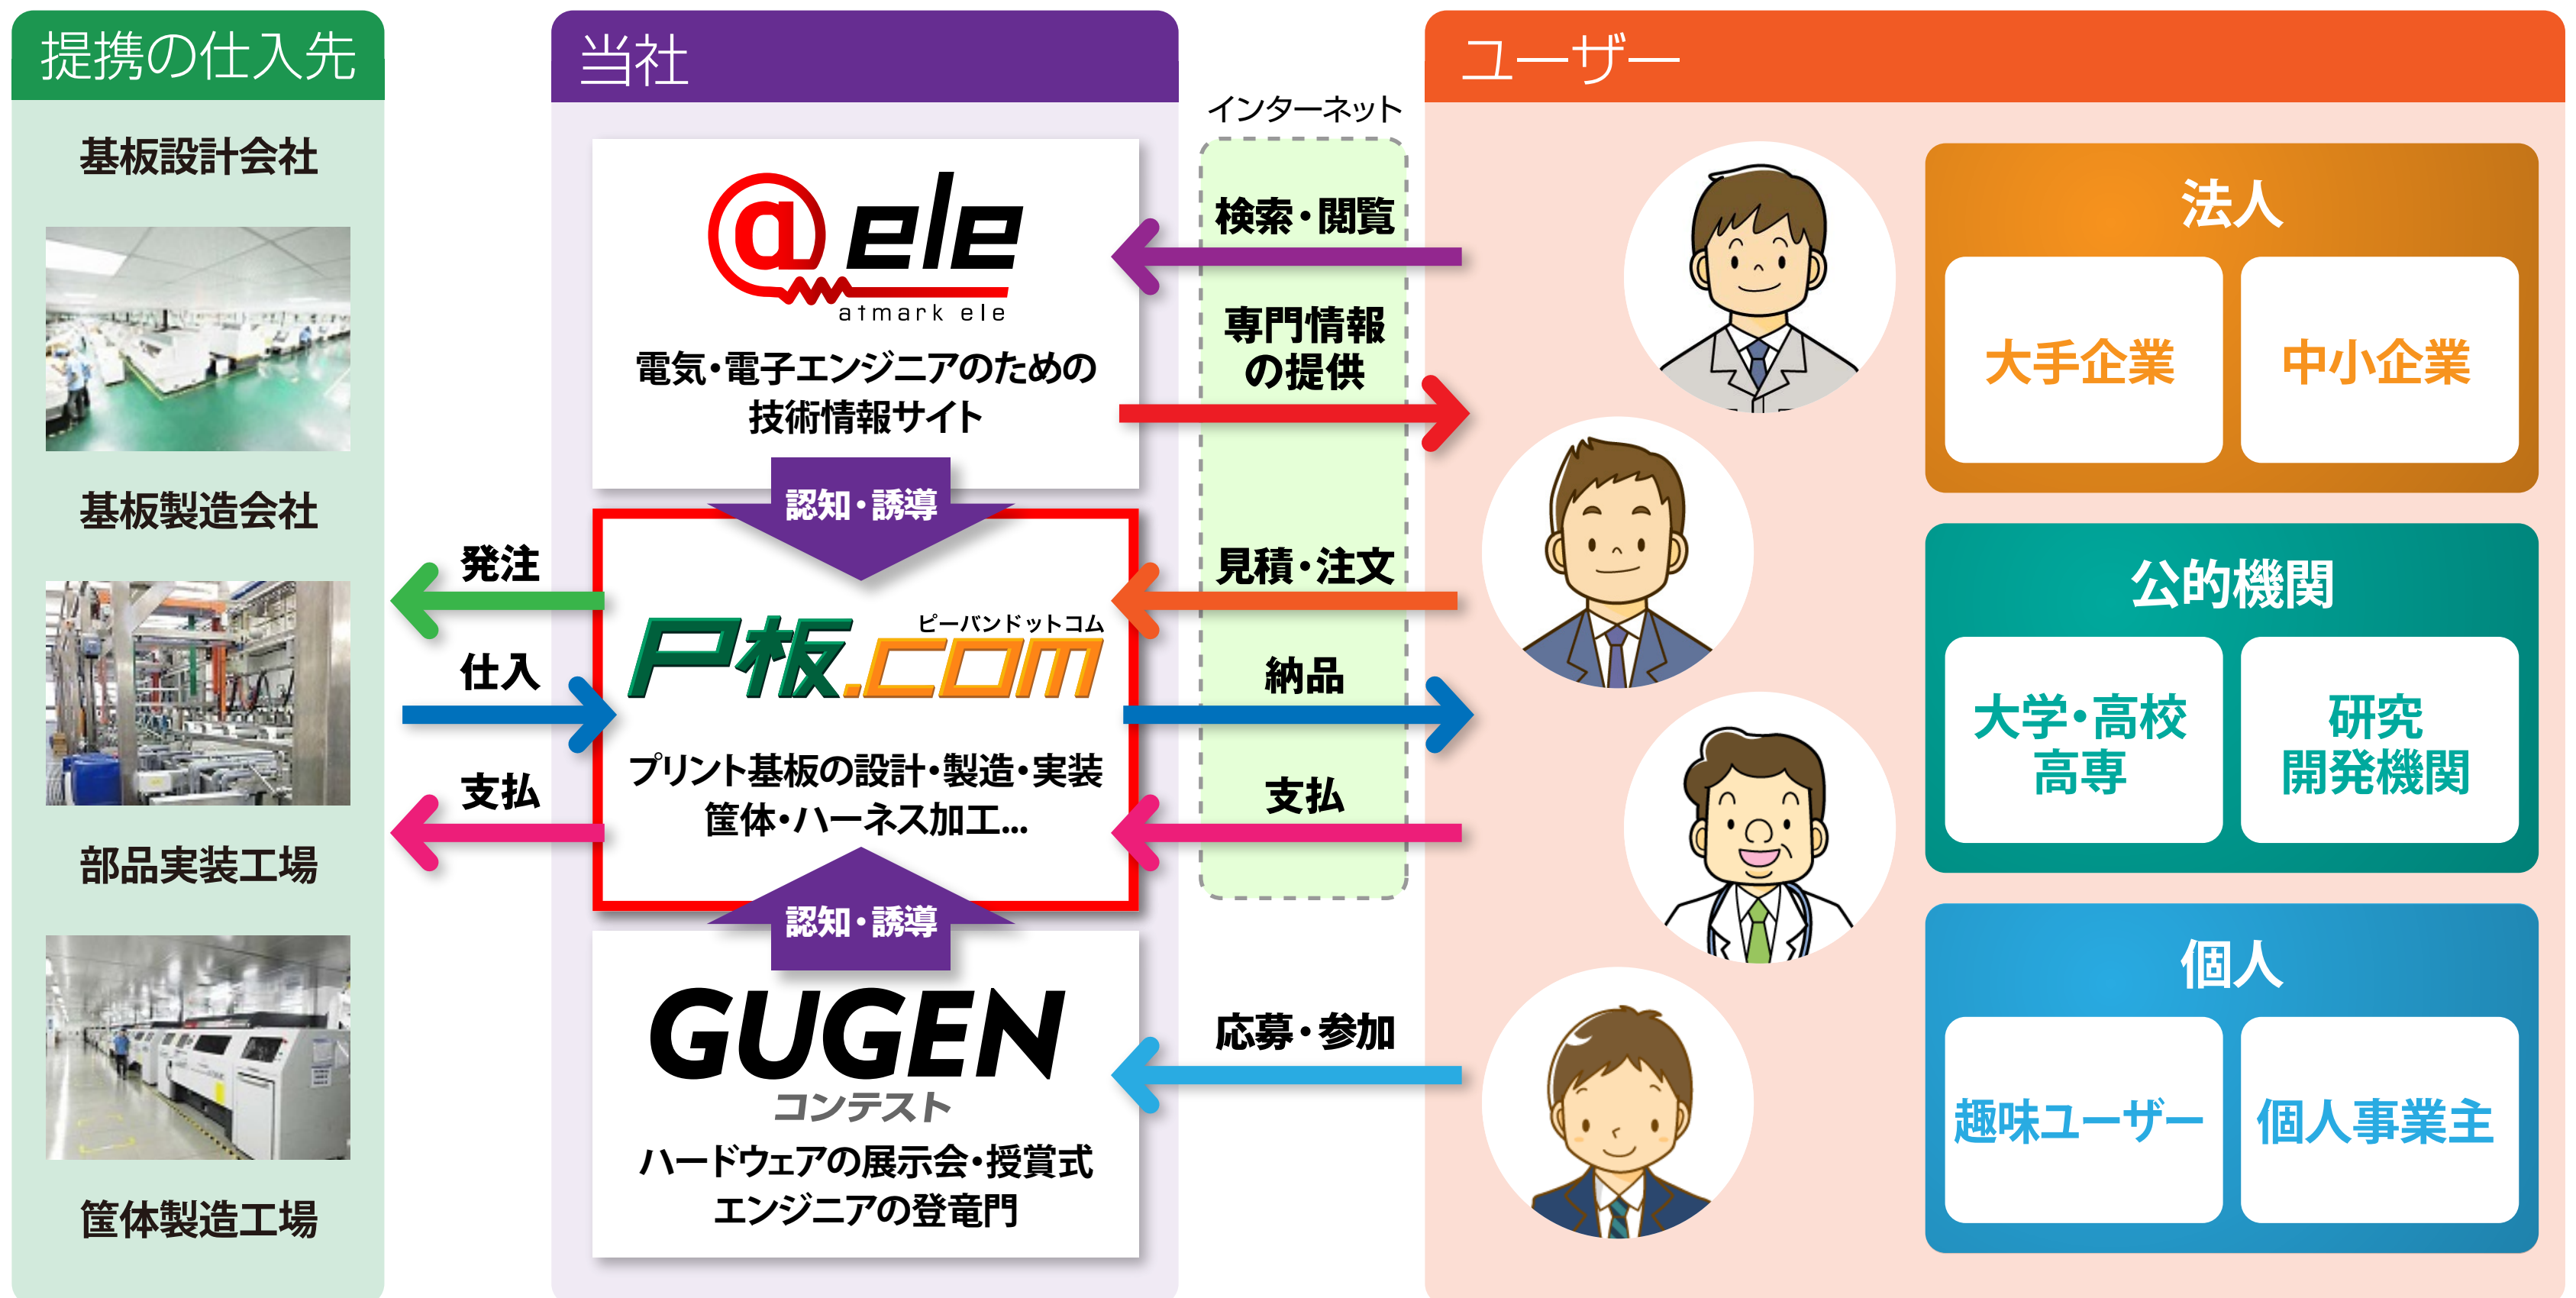 提携の仕入先
基板設計会社
基板製造会社
部品実装工場
筐体製造工場
発注
仕入
支払
当社
@ele
atmark ele
電気・電子エンジニアのための
技術情報サイト
認知・誘導
ピーバンドットコム
P板.com
プリント基板の設計・製造・実装
筐体・ハーネス加工...
認知・誘導
GUGEN
コンテスト
ハードウェアの展示会・授賞式
エンジニアの登竜門
インターネット
検索・閲覧
専門情報
の提供
見積・注文
納品
支払
応募・参加
ユーザー
法人
大手企業
中小企業
公的機関
大学・高校
高専
研究
開発機関
個人
趣味ユーザー
個人事業主